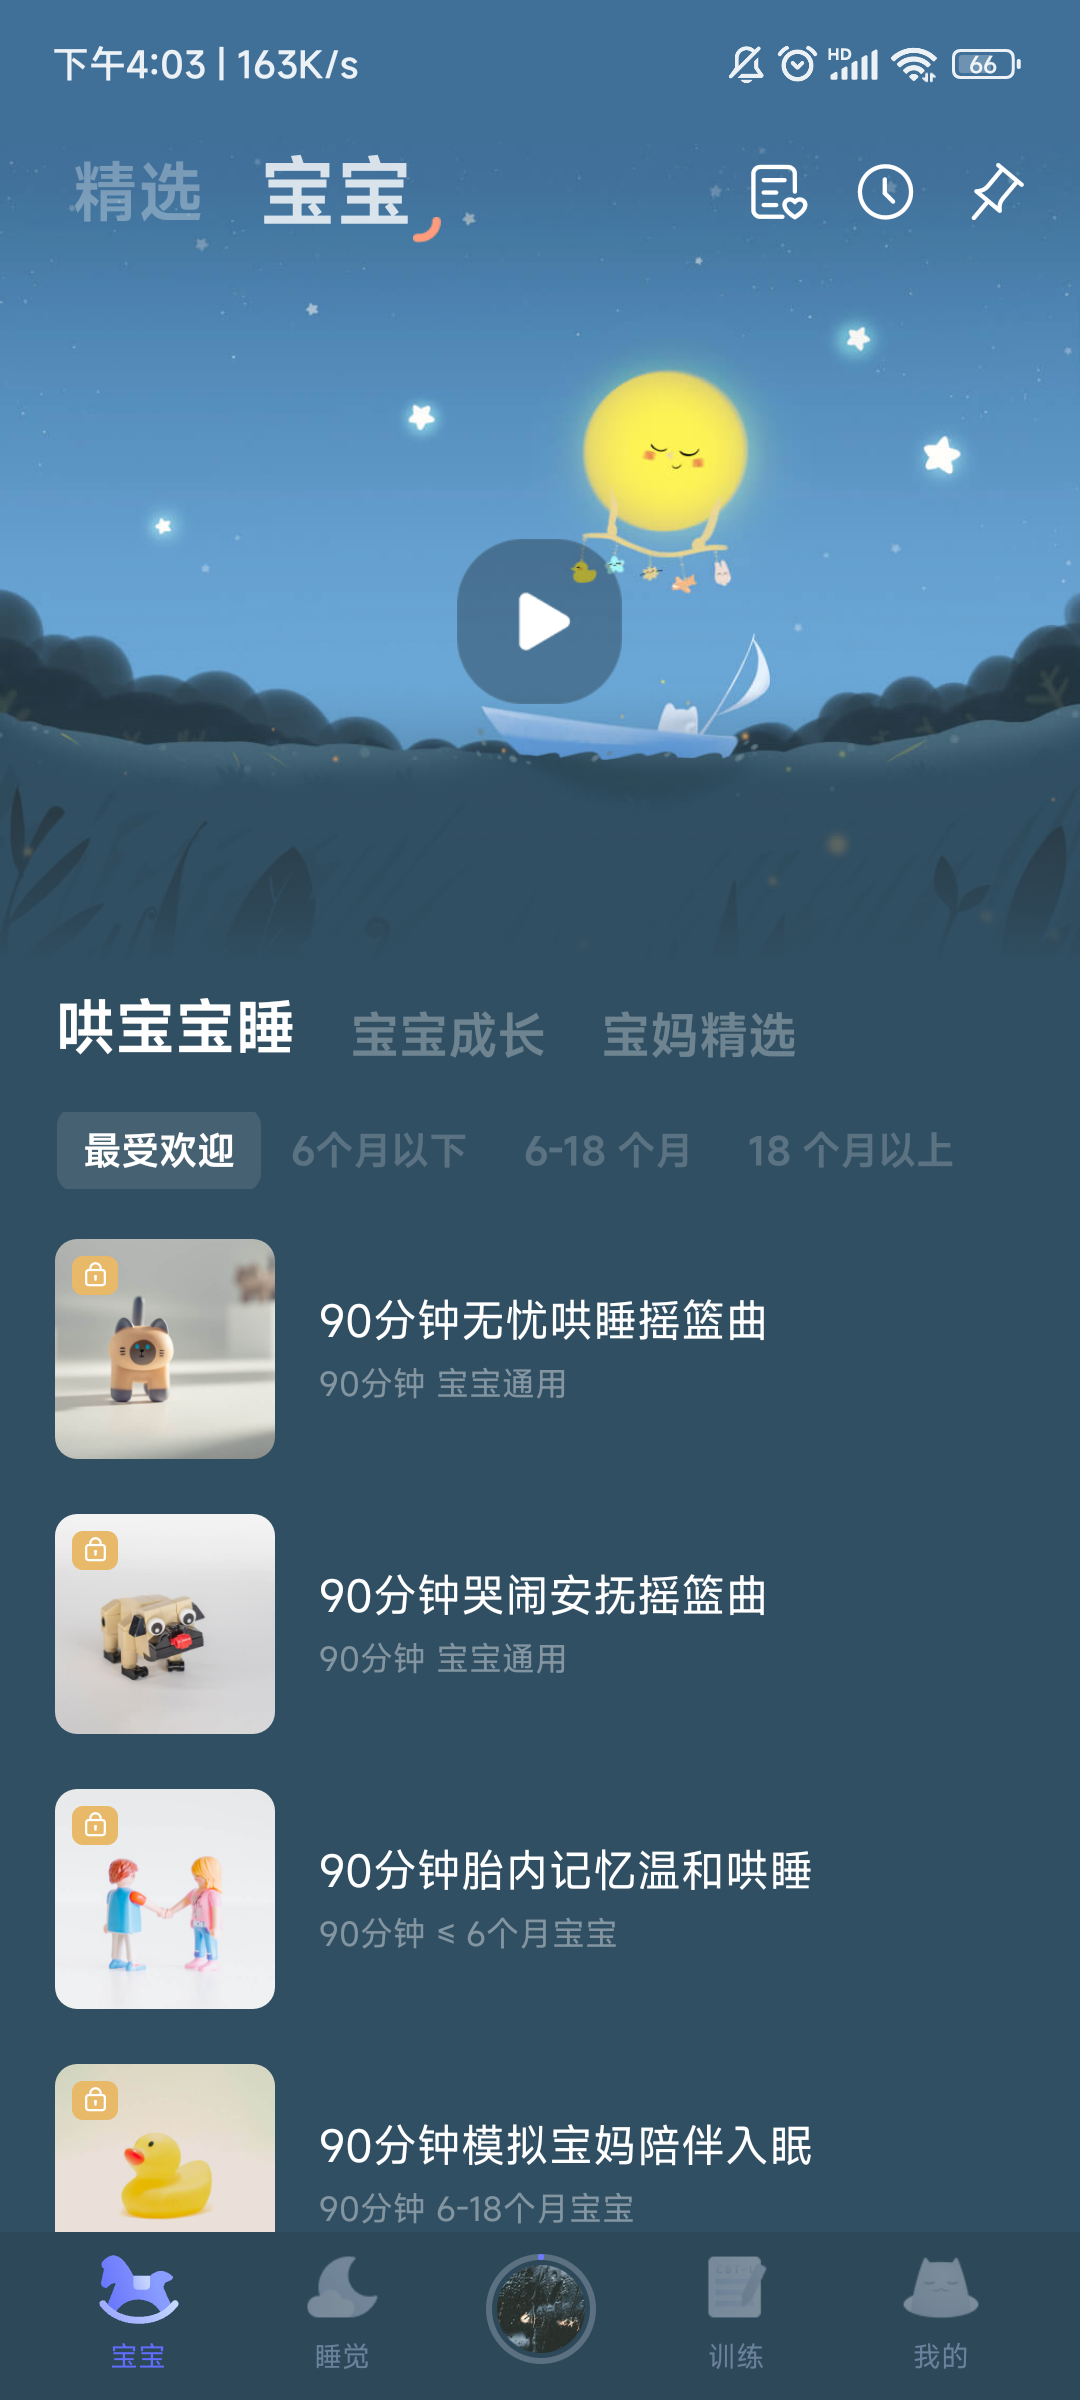 下午4:03 | 163K/s
HD
66
精选 宝宝
哄宝宝睡 宝宝成长 宝妈精选
最受欢迎 6个月以下 6-18 个月 18 个月以上
90分钟无忧哄睡摇篮曲
90分钟 宝宝通用
90分钟哭闹安抚摇篮曲
90分钟 宝宝通用
90分钟胎内记忆温和哄睡
90分钟 ≤ 6个月宝宝
90分钟模拟宝妈陪伴入眠
90分钟 6-18个月宝宝
宝宝 睡觉 训练 我的